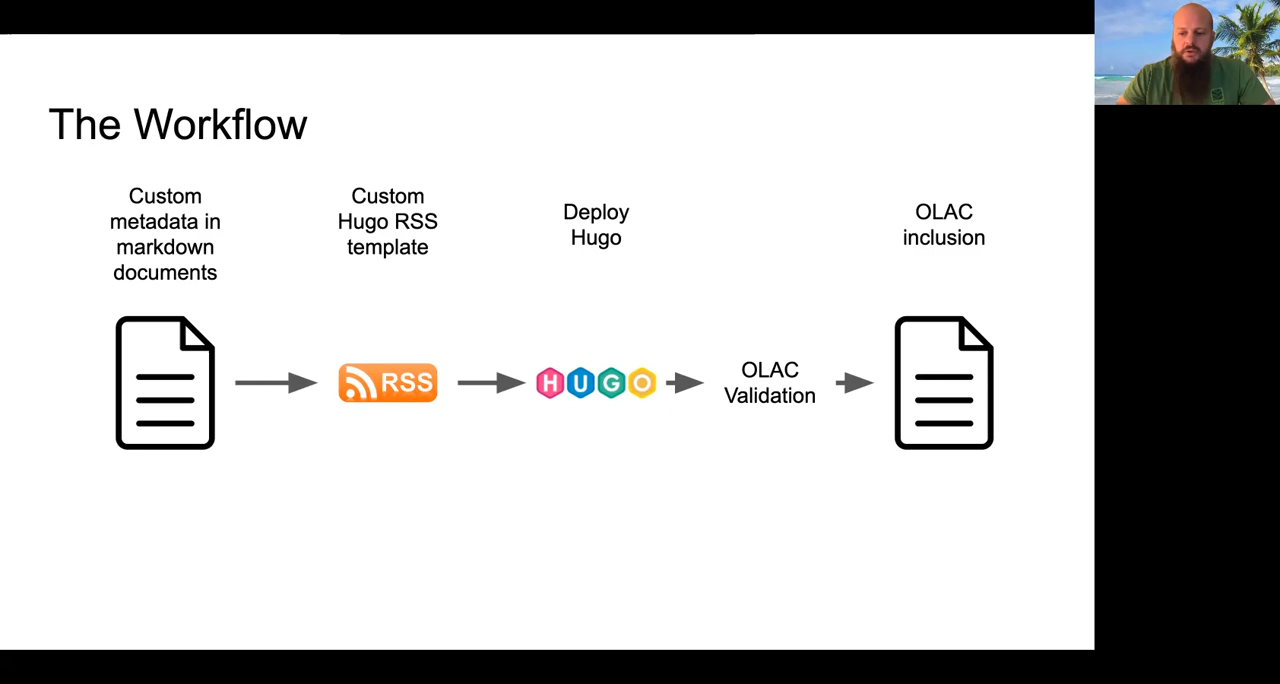 The Workflow
Custom
metadata in
markdown
documents
Custom
Hugo RSS
template
Deploy
Hugo
OLAC
inclusion
RSS
HUGO
OLAC
Validation